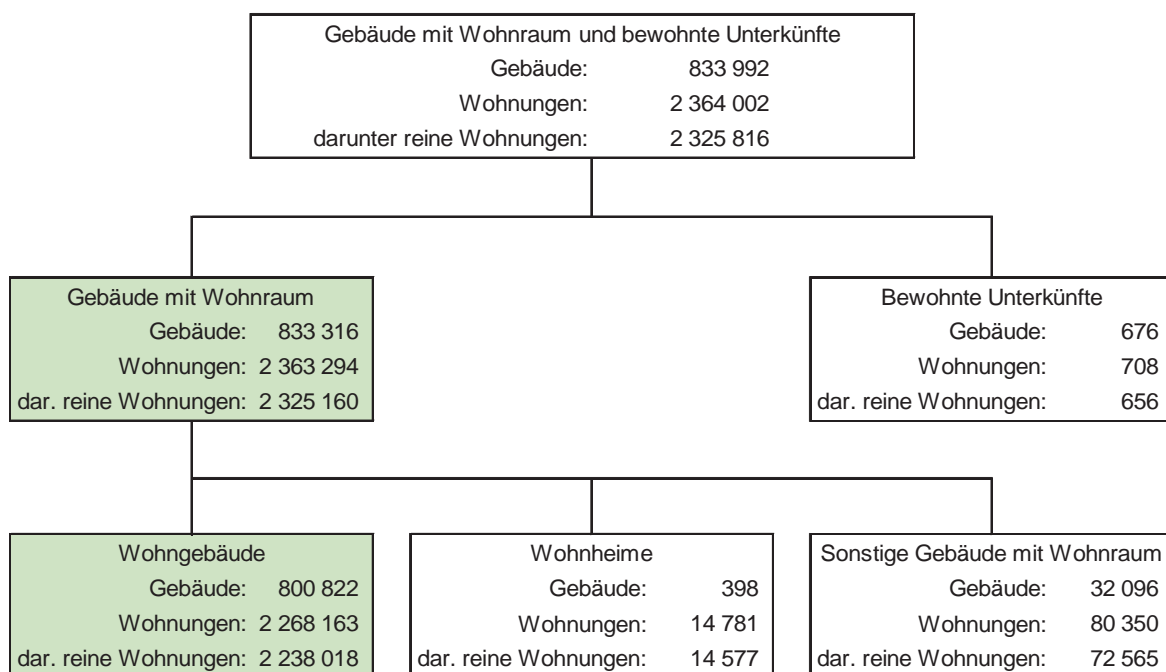 Gebäude mit Wohnraum und bewohnte Unterkünfte
Gebäude: 833 992
Wohnungen: 2 364 002
darunter reine Wohnungen: 2 325 816
Gebäude mit Wohnraum
Gebäude: 833 316
Wohnungen: 2 363 294
dar. reine Wohnungen: 2 325 160
Bewohnte Unterkünfte
Gebäude: 676
Wohnungen: 708
dar. reine Wohnungen: 656
Wohngebäude
Gebäude: 800 822
Wohnungen: 2 268 163
dar. reine Wohnungen: 2 238 018
Wohnheime
Gebäude: 398
Wohnungen: 14 781
dar. reine Wohnungen: 14 577
Sonstige Gebäude mit Wohnraum
Gebäude: 32 096
Wohnungen: 80 350
dar. reine Wohnungen: 72 565